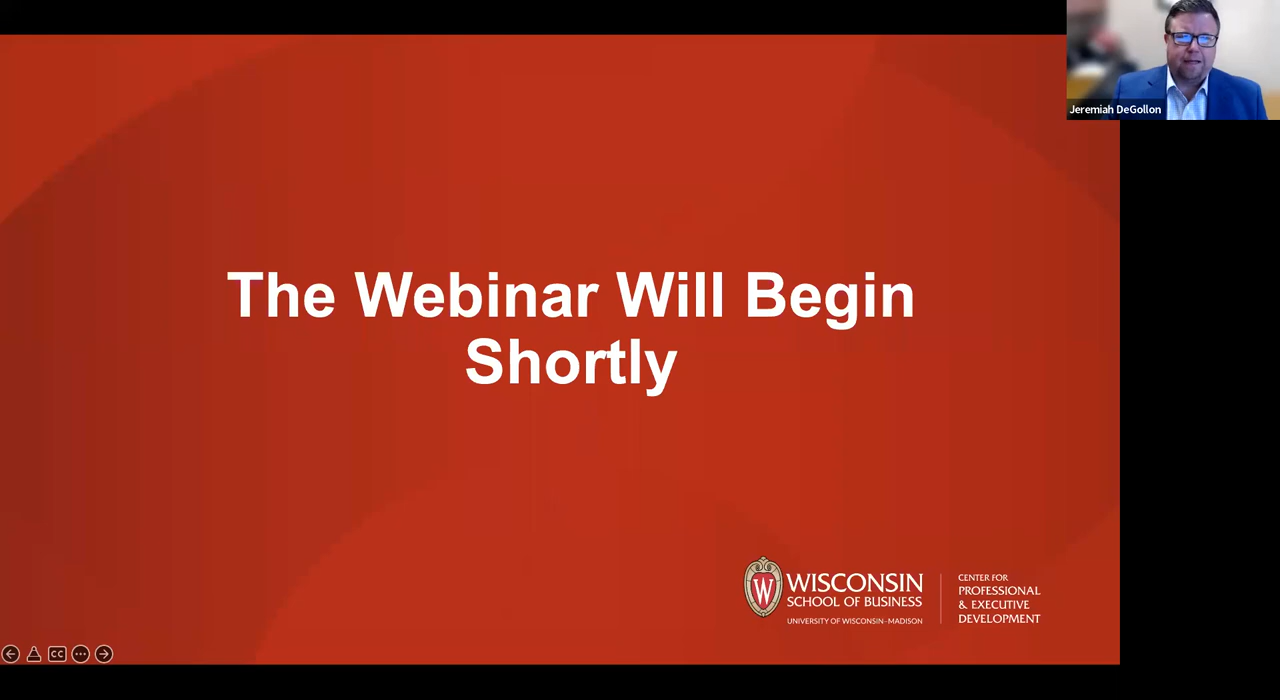 Jeremiah DeGollon
The Webinar Will Begin
Shortly
W
WISCONSIN
SCHOOL OF BUSINESS
UNIVERSITY OF WISCONSIN-MADISON
CENTER FOR
PROFESSIONAL
& EXECUTIVE
DEVELOPMENT
CC